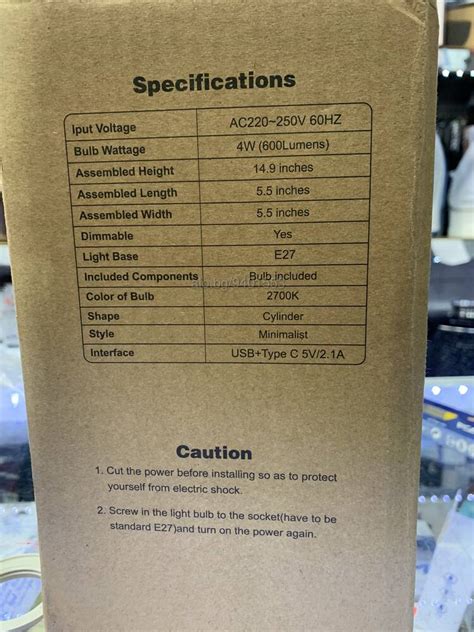 Specifications
Iput Voltage AC220~250V 60HZ
Bulb Wattage 4W (600Lumens)
Assembled Height 14.9 inches
Assembled Length 5.5 inches
Assembled Width 5.5 inches
Dimmable Yes
Light Base E27
Included Components Bulb included
Color of Bulb 2700K
Shape Cylinder
Style Minimalist
Interface USB+Type C 5V/2.1A
Caution
1. Cut the power before installing so as to protect
yourself from electric shock.
2. Screw in the light bulb to the socket(have to be
standard E27)and turn on the power again.